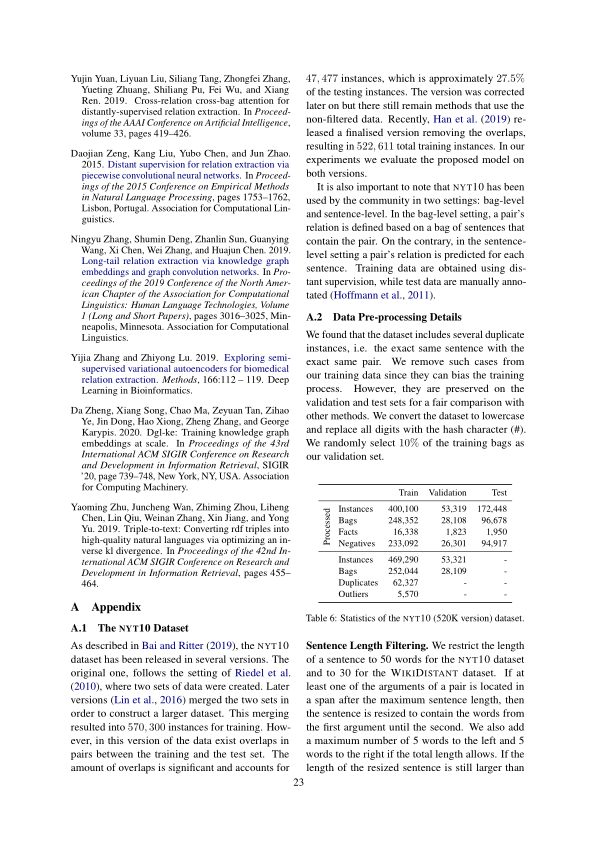 Yujin Yuan, Liyuan Liu, Siliang Tang, Zhongfei Zhang,
Yueting Zhuang, Shiliang Pu, Fei Wu, and Xiang
Ren. 2019. Cross-relation cross-bag attention for
distantly-supervised relation extraction. In Proceed-
ings of the AAAI Conference on Artificial Intelligence,
volume 33, pages 419–426.
Daojian Zeng, Kang Liu, Yubo Chen, and Jun Zhao.
2015. Distant supervision for relation extraction via
piecewise convolutional neural networks. In Proceed-
ings of the 2015 Conference on Empirical Methods
in Natural Language Processing, pages 1753–1762,
Lisbon, Portugal. Association for Computational Lin-
guistics.
Ningyu Zhang, Shumin Deng, Zhanlin Sun, Guanying
Wang, Xi Chen, Wei Zhang, and Huajun Chen. 2019.
Long-tail relation extraction via knowledge graph
embeddings and graph convolution networks. In Pro-
ceedings of the 2019 Conference of the North Amer-
ican Chapter of the Association for Computational
Linguistics: Human Language Technologies, Volume
1 (Long and Short Papers), pages 3016–3025, Min-
neapolis, Minnesota. Association for Computational
Linguistics.
Yijia Zhang and Zhiyong Lu. 2019. Exploring semi-
supervised variational autoencoders for biomedical
relation extraction. Methods, 166:112 – 119. Deep
Learning in Bioinformatics.
Da Zheng, Xiang Song, Chao Ma, Zeyuan Tan, Zihao
Ye, Jin Dong, Hao Xiong, Zheng Zhang, and George
Karypis. 2020. Dgl-ke: Training knowledge graph
embeddings at scale. In Proceedings of the 43rd
International ACM SIGIR Conference on Research
and Development in Information Retrieval, SIGIR
'20, page 739–748, New York, NY, USA. Association
for Computing Machinery.
Yaoming Zhu, Juncheng Wan, Zhiming Zhou, Liheng
Chen, Lin Qiu, Weinan Zhang, Xin Jiang, and Yong
Yu. 2019. Triple-to-text: Converting rdf triples into
high-quality natural languages via optimizing an in-
verse kl divergence. In Proceedings of the 42nd In-
ternational ACM SIGIR Conference on Research and
Development in Information Retrieval, pages 455–
464.
A Appendix
A.1 The NYT10 Dataset
As described in Bai and Ritter (2019), the NYT10
dataset has been released in several versions. The
original one, follows the setting of Riedel et al.
(2010), where two sets of data were created. Later
versions (Lin et al., 2016) merged the two sets in
order to construct a larger dataset. This merging
resulted into 570, 300 instances for training. How-
ever, in this version of the data exist overlaps in
pairs between the training and the test set. The
amount of overlaps is significant and accounts for
47, 477 instances, which is approximately 27.5%
of the testing instances. The version was corrected
later on but there still remain methods that use the
non-filtered data. Recently, Han et al. (2019) re-
leased a finalised version removing the overlaps,
resulting in 522, 611 total training instances. In our
experiments we evaluate the proposed model on
both versions.
It is also important to note that NYT10 has been
used by the community in two settings: bag-level
and sentence-level. In the bag-level setting, a pair's
relation is defined based on a bag of sentences that
contain the pair. On the contrary, in the sentence-
level setting a pair's relation is predicted for each
sentence. Training data are obtained using dis-
tant supervision, while test data are manually anno-
tated (Hoffmann et al., 2011).
A.2 Data Pre-processing Details
We found that the dataset includes several duplicate
instances, i.e. the exact same sentence with the
exact same pair. We remove such cases from
our training data since they can bias the training
process. However, they are preserved on the
validation and test sets for a fair comparison with
other methods. We convert the dataset to lowercase
and replace all digits with the hash character (#).
We randomly select 10% of the training bags as
our validation set.
Train Validation Test
Processed
Instances 400,100 53,319 172,448
Bags 248,352 28,108 96,678
Facts 16,338 1,823 1,950
Negatives 233,092 26,301 94,917
Instances 469,290 53,321 -
Bags 252,044 28,109 -
Duplicates 62,327 - -
Outliers 5,570 - -
Table 6: Statistics of the NYT10 (520K version) dataset.
Sentence Length Filtering. We restrict the length
of a sentence to 50 words for the NYT10 dataset
and to 30 for the WIKIDISTANT dataset. If at
least one of the arguments of a pair is located in
a span after the maximum sentence length, then
the sentence is resized to contain the words from
the first argument until the second. We also add
a maximum number of 5 words to the left and 5
words to the right if the total length allows. If the
length of the resized sentence is still larger than
23